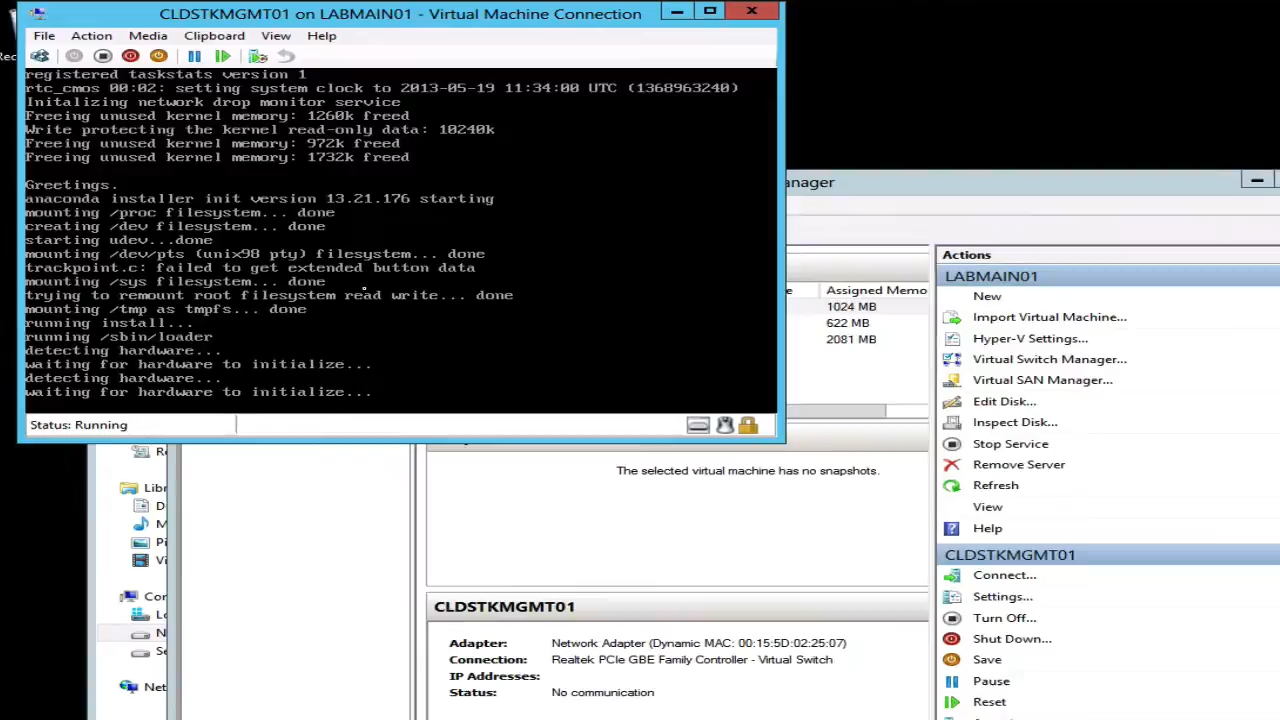 CLDSTKMGMT01 on LABMAIN01 - Virtual Machine Connection
File Action Media Clipboard View Help
registered taskstats version 1
rtc_cmos 00:02: setting system clock to 2013-05-19 11:34:00 UTC (1368963240)
Initalizing network drop monitor service
Freeing unused kernel memory: 1260k freed
Write protecting the kernel read-only data: 10240k
Freeing unused kernel memory: 972k freed
Freeing unused kernel memory: 1732k freed
Greetings.
anaconda installer init version 13.21.176 starting
mounting /proc filesystem... done
creating /dev filesystem... done
starting udev...done
mounting /dev/pts (unix98 pty) filesystem... done
trackpoint.c: failed to get extended button data
mounting /sys filesystem... done
trying to remount root filesystem read write... done
mounting /tmp as tmpfs... done
running install...
running /sbin/loader
detecting hardware...
waiting for hardware to initialize...
detecting hardware...
waiting for hardware to initialize...
Status: Running
Rec
anager
e Assigned Memo
1024 MB
622 MB
2081 MB
Re
Libr
D
M
Pi
Vi
Con
Lo
N
Se
Net
The selected virtual machine has no snapshots.
CLDSTKMGMT01
Adapter: Network Adapter (Dynamic MAC: 00:15:5D:02:25:07)
Connection: Realtek PCIe GBE Family Controller - Virtual Switch
IP Addresses:
Status: No communication
Actions
LABMAIN01
New
Import Virtual Machine...
Hyper-V Settings...
Virtual Switch Manager...
Virtual SAN Manager...
Edit Disk...
Inspect Disk...
Stop Service
Remove Server
Refresh
View
Help
CLDSTKMGMT01
Connect...
Settings...
Turn Off...
Shut Down...
Save
Pause
Reset